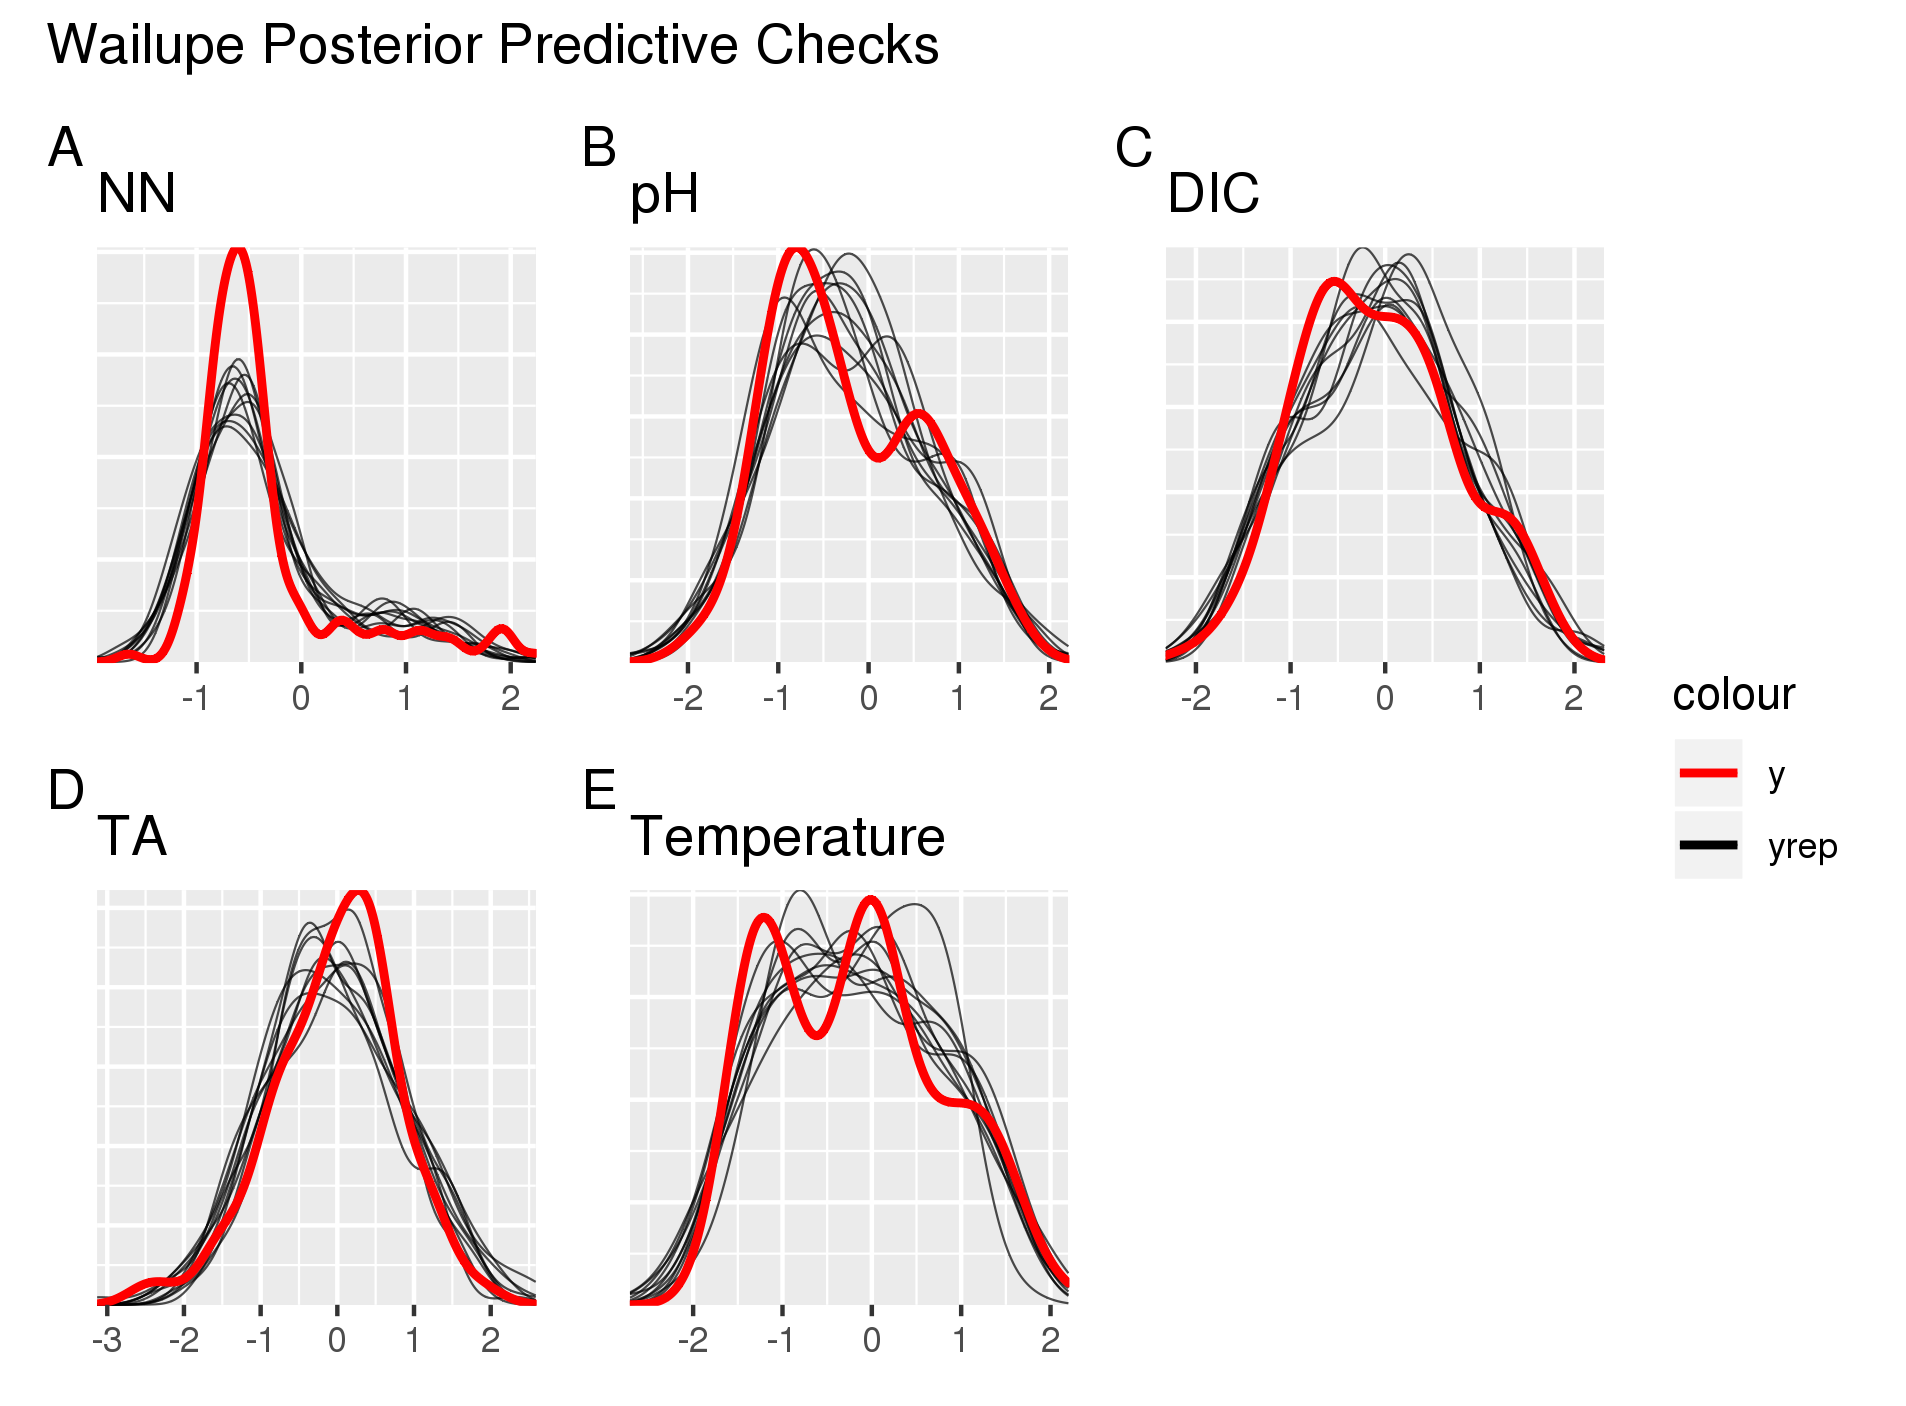 Wailupe Posterior Predictive Checks
A
NN
-1 0 1 2
B
pH
-2 -1 0 1 2
C
DIC
-2 -1 0 1 2
colour
y
yrep
D
TA
-3 -2 -1 0 1 2
E
Temperature
-2 -1 0 1 2